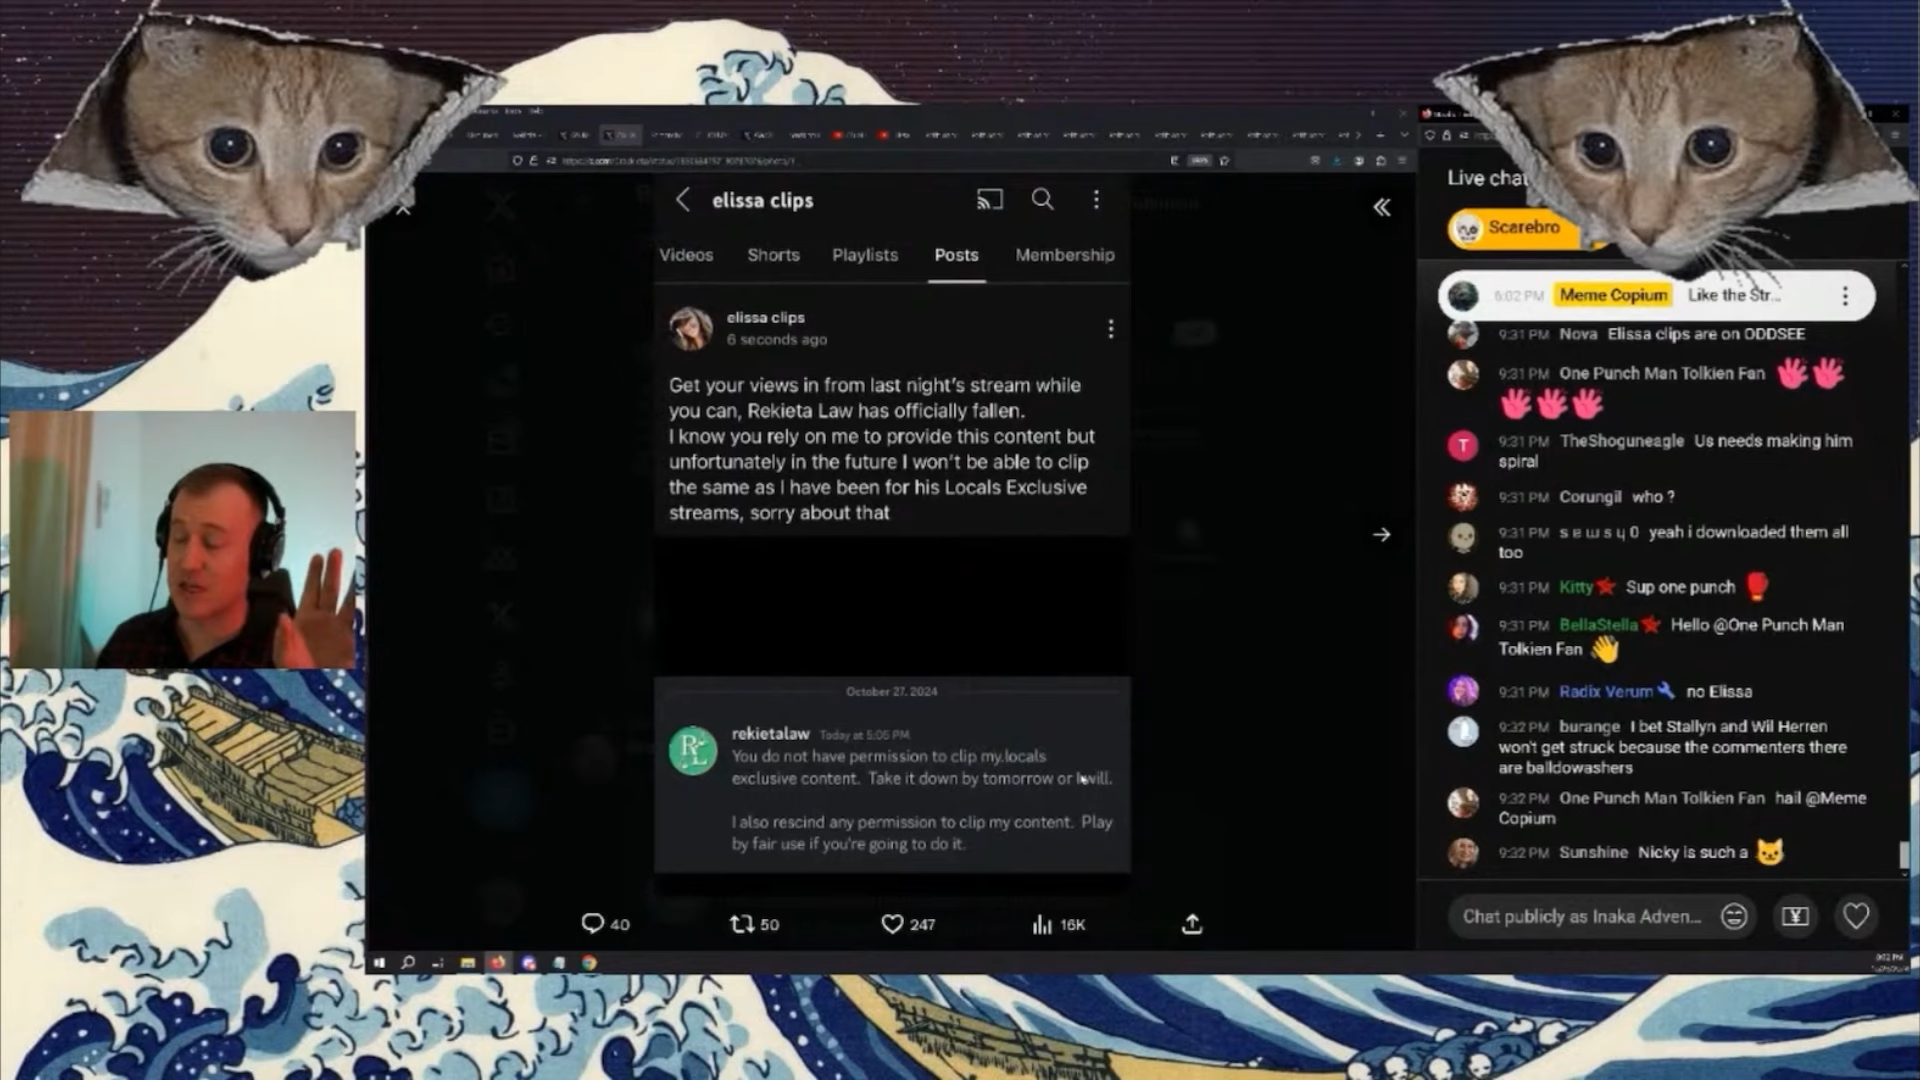 elissa clips
Videos Shorts Playlists Posts Membership
elissa clips
6 seconds ago
Get your views in from last night's stream while
you can, Rekieta Law has officially fallen.
I know you rely on me to provide this content but
unfortunately in the future I won't be able to clip
the same as I have been for his Locals Exclusive
streams, sorry about that
October 27, 2024
rekietalaw Today at 5:05 PM
You do not have permission to clip my locals
exclusive content. Take it down by tomorrow or I will.
I also rescind any permission to clip my content. Play
by fair use if you're going to do it.
40 50 247 16K
Live chat
Scarebro
6:02 PM Meme Copium Like the Str...
9:31 PM Nova Elissa clips are on ODDSEE
9:31 PM One Punch Man Tolkien Fan
9:31 PM TheShoguneagle Us needs making him
spiral
9:31 PM Corungil who ?
9:31 PM yeah i downloaded them all
too
9:31 PM Kitty Sup one punch
9:31 PM BellaStella Hello @One Punch Man
Tolkien Fan
9:31 PM Radix Verum no Elissa
9:32 PM burange I bet Stallyn and Wil Herren
won't get struck because the commenters there
are balldowashers
9:32 PM One Punch Man Tolkien Fan hail @Meme
Copium
9:32 PM Sunshine Nicky is such a
Chat publicly as Inaka Adven...